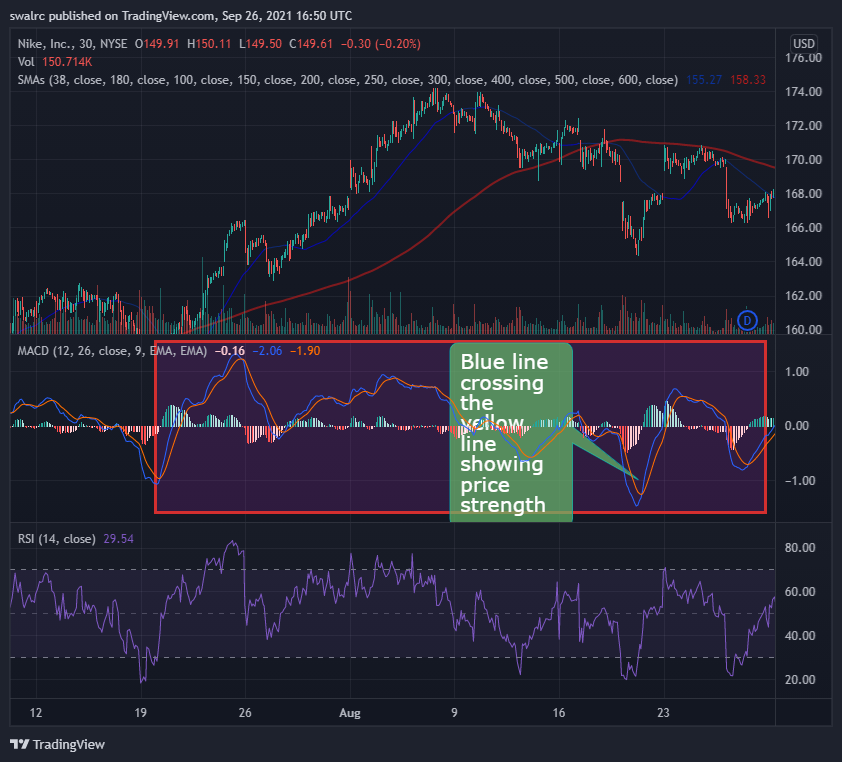 swalrc published on TradingView.com, Sep 26, 2021 16:50 UTC
Nike, Inc., 30, NYSE O149.91 H150.11 L149.50 C149.61 −0.30 (−0.20%)
USD
Vol 150.714K
176.00
SMAs (38, close, 180, close, 100, close, 150, close, 200, close, 250, close, 300, close, 400, close, 500, close, 600, close) 155.27 158.33
174.00
172.00
170.00
168.00
166.00
164.00
162.00
D
160.00
MACD (12, 26, close, 9, EMA, EMA) −0.16 −2.06 −1.90
Blue line
crossing
the
yellow
line
showing
price
strength
1.00
0.00
−1.00
RSI (14, close) 29.54
80.00
60.00
40.00
20.00
12 19 26 Aug 9 16 23
TradingView